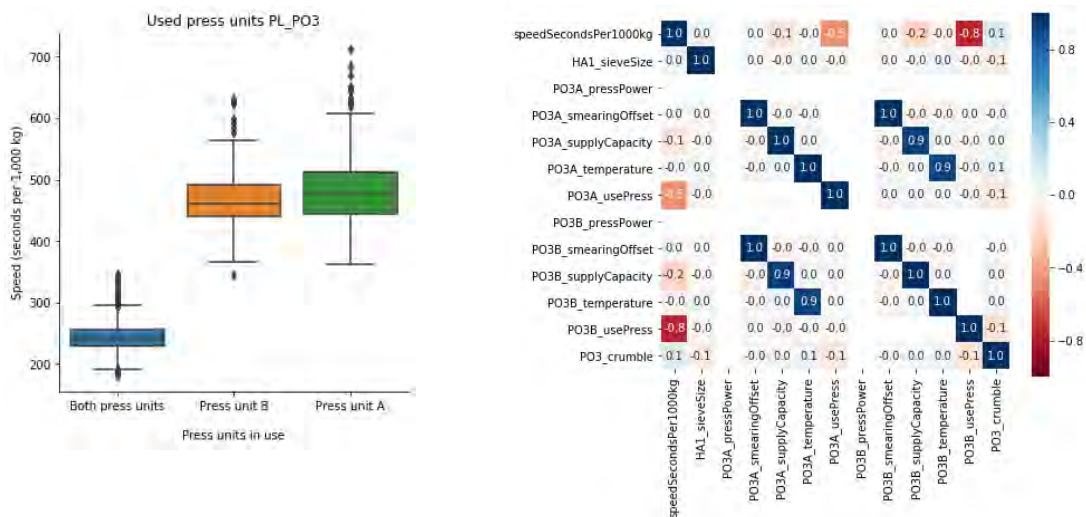 Used press units PL_PO3
700
600
500
400
300
200
Speed (seconds per 1,000 kg)
Both press units Press unit B Press unit A
Press units in use
speedSecondsPer1000kg 1.0 0.0 0.0 -0.1 -0.0 -0.5 0.0 -0.2 -0.0 -0.8 0.1
HA1_sieveSize 0.0 1.0 -0.0 -0.0 0.0 -0.0 -0.0 -0.0 0.0 -0.0 -0.1
PO3A_pressPower
PO3A_smearingOffset 0.0 -0.0 1.0 -0.0 -0.0 1.0 -0.0 -0.0 -0.0 -0.0
PO3A_supplyCapacity -0.1 -0.0 -0.0 1.0 0.0 -0.0 0.9 0.0 0.0 0.0
PO3A_temperature -0.0 0.0 -0.0 0.0 1.0 -0.0 0.0 0.9 -0.0 0.1
PO3A_usePress -0.5 -0.0 1.0 -0.0 -0.1
PO3B_pressPower
PO3B_smearingOffset 0.0 -0.0 1.0 -0.0 -0.0 1.0 -0.0 -0.0 -0.0 -0.0
PO3B_supplyCapacity -0.2 -0.0 -0.0 0.9 0.0 -0.0 1.0 0.0 0.0 0.0
PO3B_temperature -0.0 0.0 -0.0 0.0 0.9 -0.0 0.0 1.0 -0.0 0.0
PO3B_usePress -0.8 -0.0 -0.0 0.0 -0.0 -0.0 -0.0 0.0 -0.0 1.0 -0.1
PO3_crumble 0.1 -0.1 -0.0 0.0 0.1 -0.1 -0.0 0.0 0.0 -0.1 1.0
speedSecondsPer1000kg
HA1_sieveSize
PO3A_pressPower
PO3A_smearingOffset
PO3A_supplyCapacity
PO3A_temperature
PO3A_usePress
PO3B_pressPower
PO3B_smearingOffset
PO3B_supplyCapacity
PO3B_temperature
PO3B_usePress
PO3_crumble
0.8
0.4
0.0
-0.4
-0.8